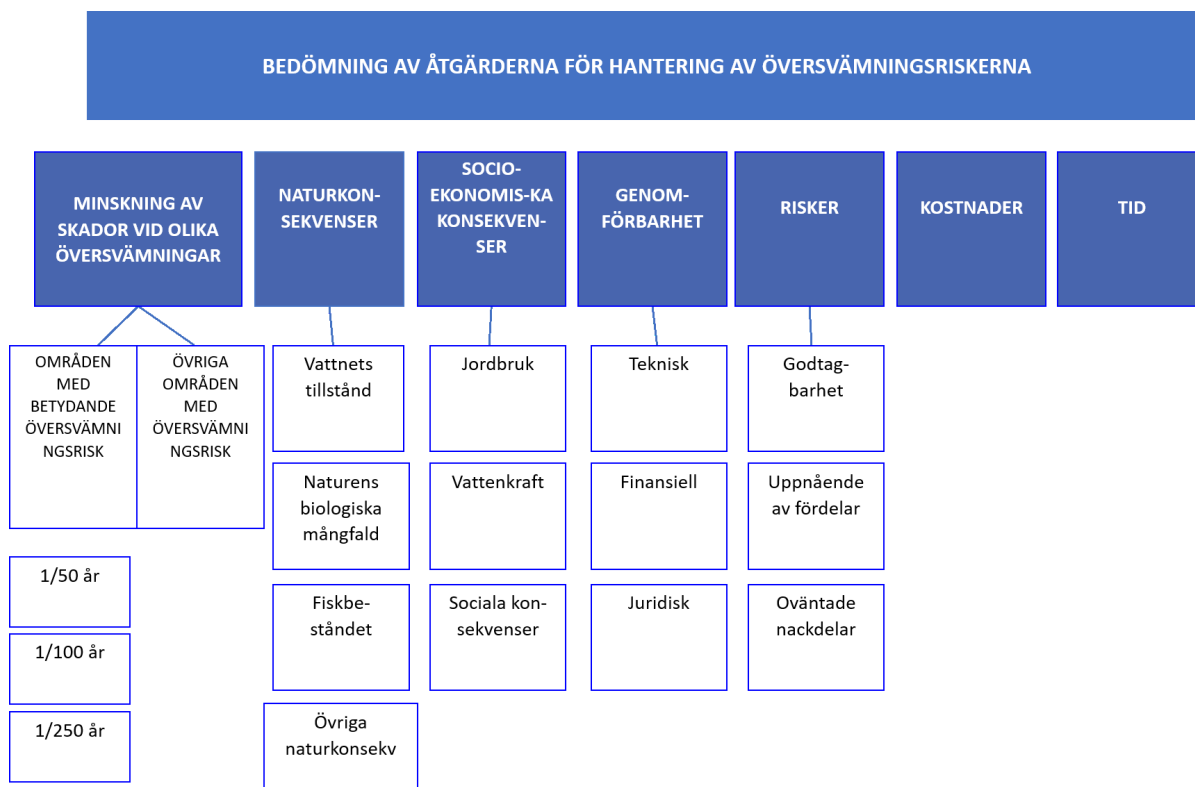 BEDÖMNING AV ÅTGÄRDERNA FÖR HANTERING AV ÖVERSVÄMNINGSRISKERNA
MINSKNING AV
SKADOR VID OLIKA
ÖVERSVÄMNINGAR
NATURKON-
SEKVENSER
SOCIO-
EKONOMIS-KA
KONSEKVEN-
SER
GENOM-
FÖRBARHET
RISKER
KOSTNADER
TID
OMRÅDEN
MED
BETYDANDE
ÖVERSVÄMNI
NGSRISK
ÖVRIGA
OMRÅDEN
MED
ÖVERSVÄMNI
NGSRISK
1/50 år
1/100 år
1/250 år
Vattnets
tillstånd
Naturens
biologiska
mångfald
Fiskbe-
ståndet
Övriga
naturkonsekv
Jordbruk
Vattenkraft
Sociala kon-
sekvenser
Teknisk
Finansiell
Juridisk
Godtag-
barhet
Uppnående
av fördelar
Oväntade
nackdelar